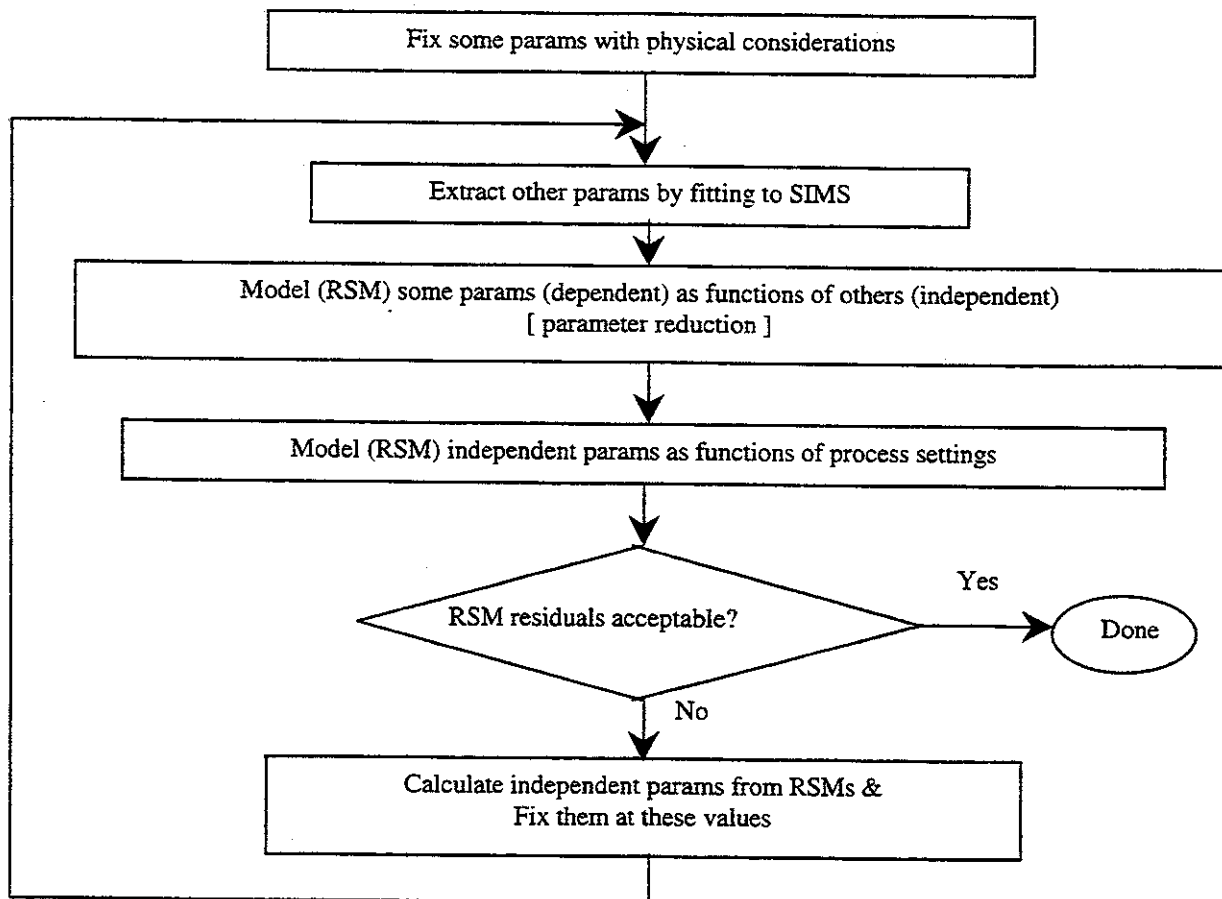 Fix some params with physical considerations
Extract other params by fitting to SIMS
Model (RSM) some params (dependent) as functions of others (independent)
[ parameter reduction ]
Model (RSM) independent params as functions of process settings
RSM residuals acceptable?
Yes
Done
No
Calculate independent params from RSMs &
Fix them at these values